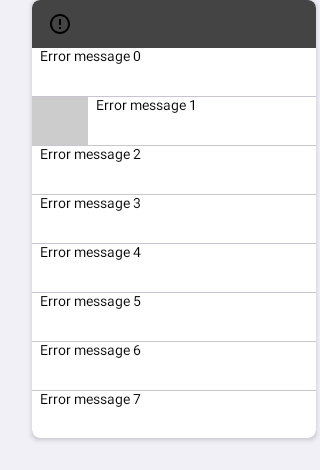 Error message 0
Error message 1
Error message 2
Error message 3
Error message 4
Error message 5
Error message 6
Error message 7